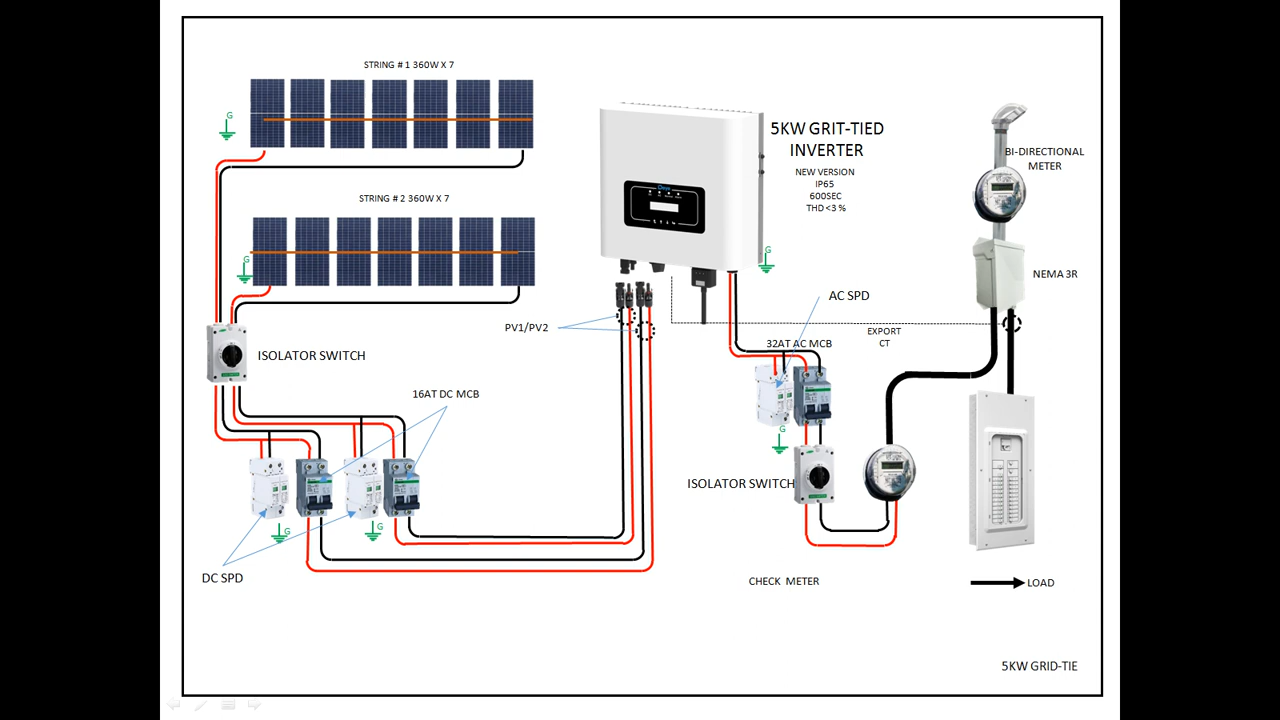 STRING # 1 360W X 7
G
5KW GRIT-TIED
INVERTER
NEW VERSION
IP65
600SEC
THD <3 %
BI-DIRECTIONAL
METER
STRING # 2 360W X 7
G
G
NEMA 3R
AC SPD
PV1/PV2
EXPORT
CT
32AT AC MCB
ISOLATOR SWITCH
16AT DC MCB
G
ISOLATOR SWITCH
G
G
DC SPD
CHECK METER
LOAD
5KW GRID-TIE